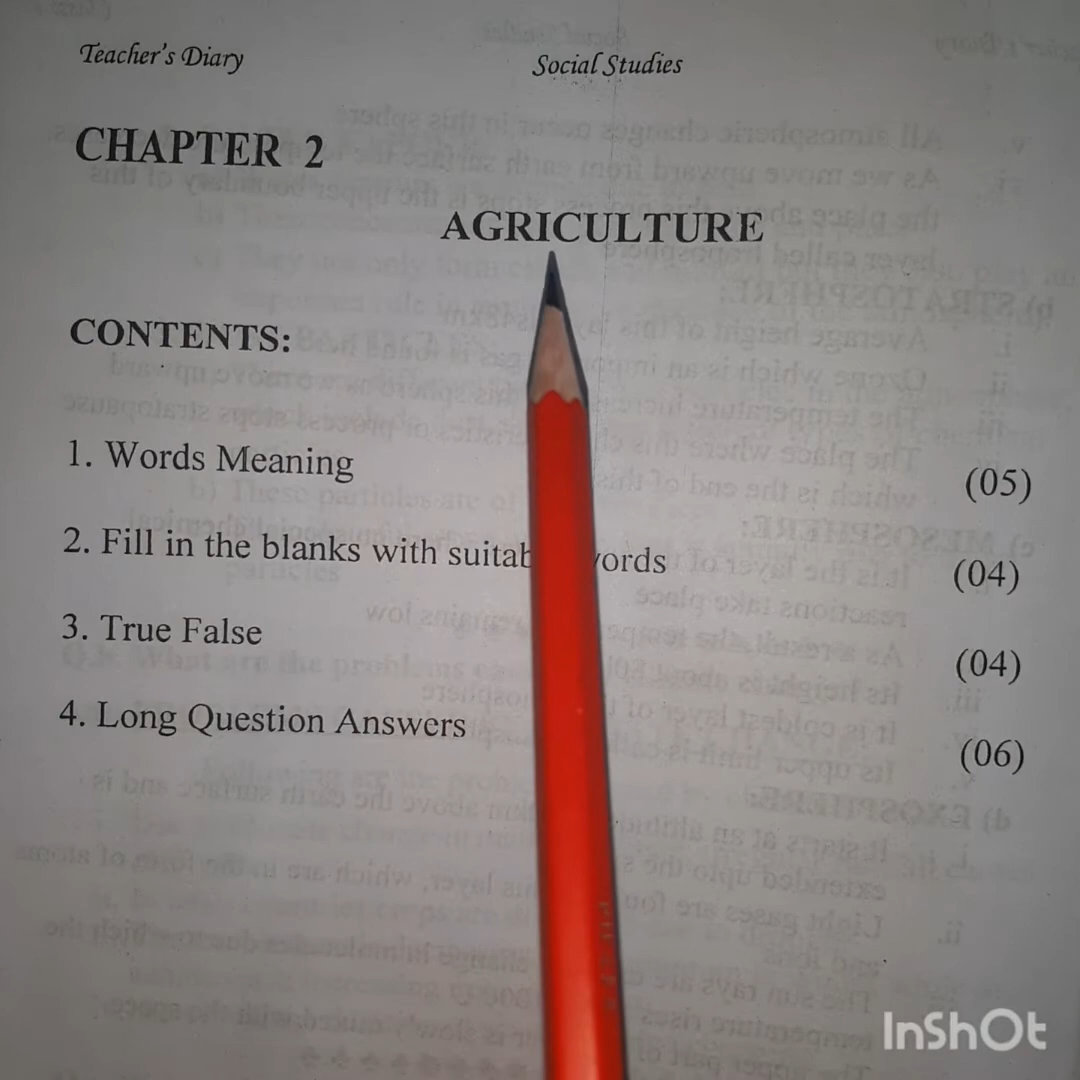 Teacher's Diary
Social Studies
CHAPTER 2
AGRICULTURE
CONTENTS:
1. Words Meaning (05)
2. Fill in the blanks with words (04)
3. True False (04)
4. Long Question Answers (06)
InShOt